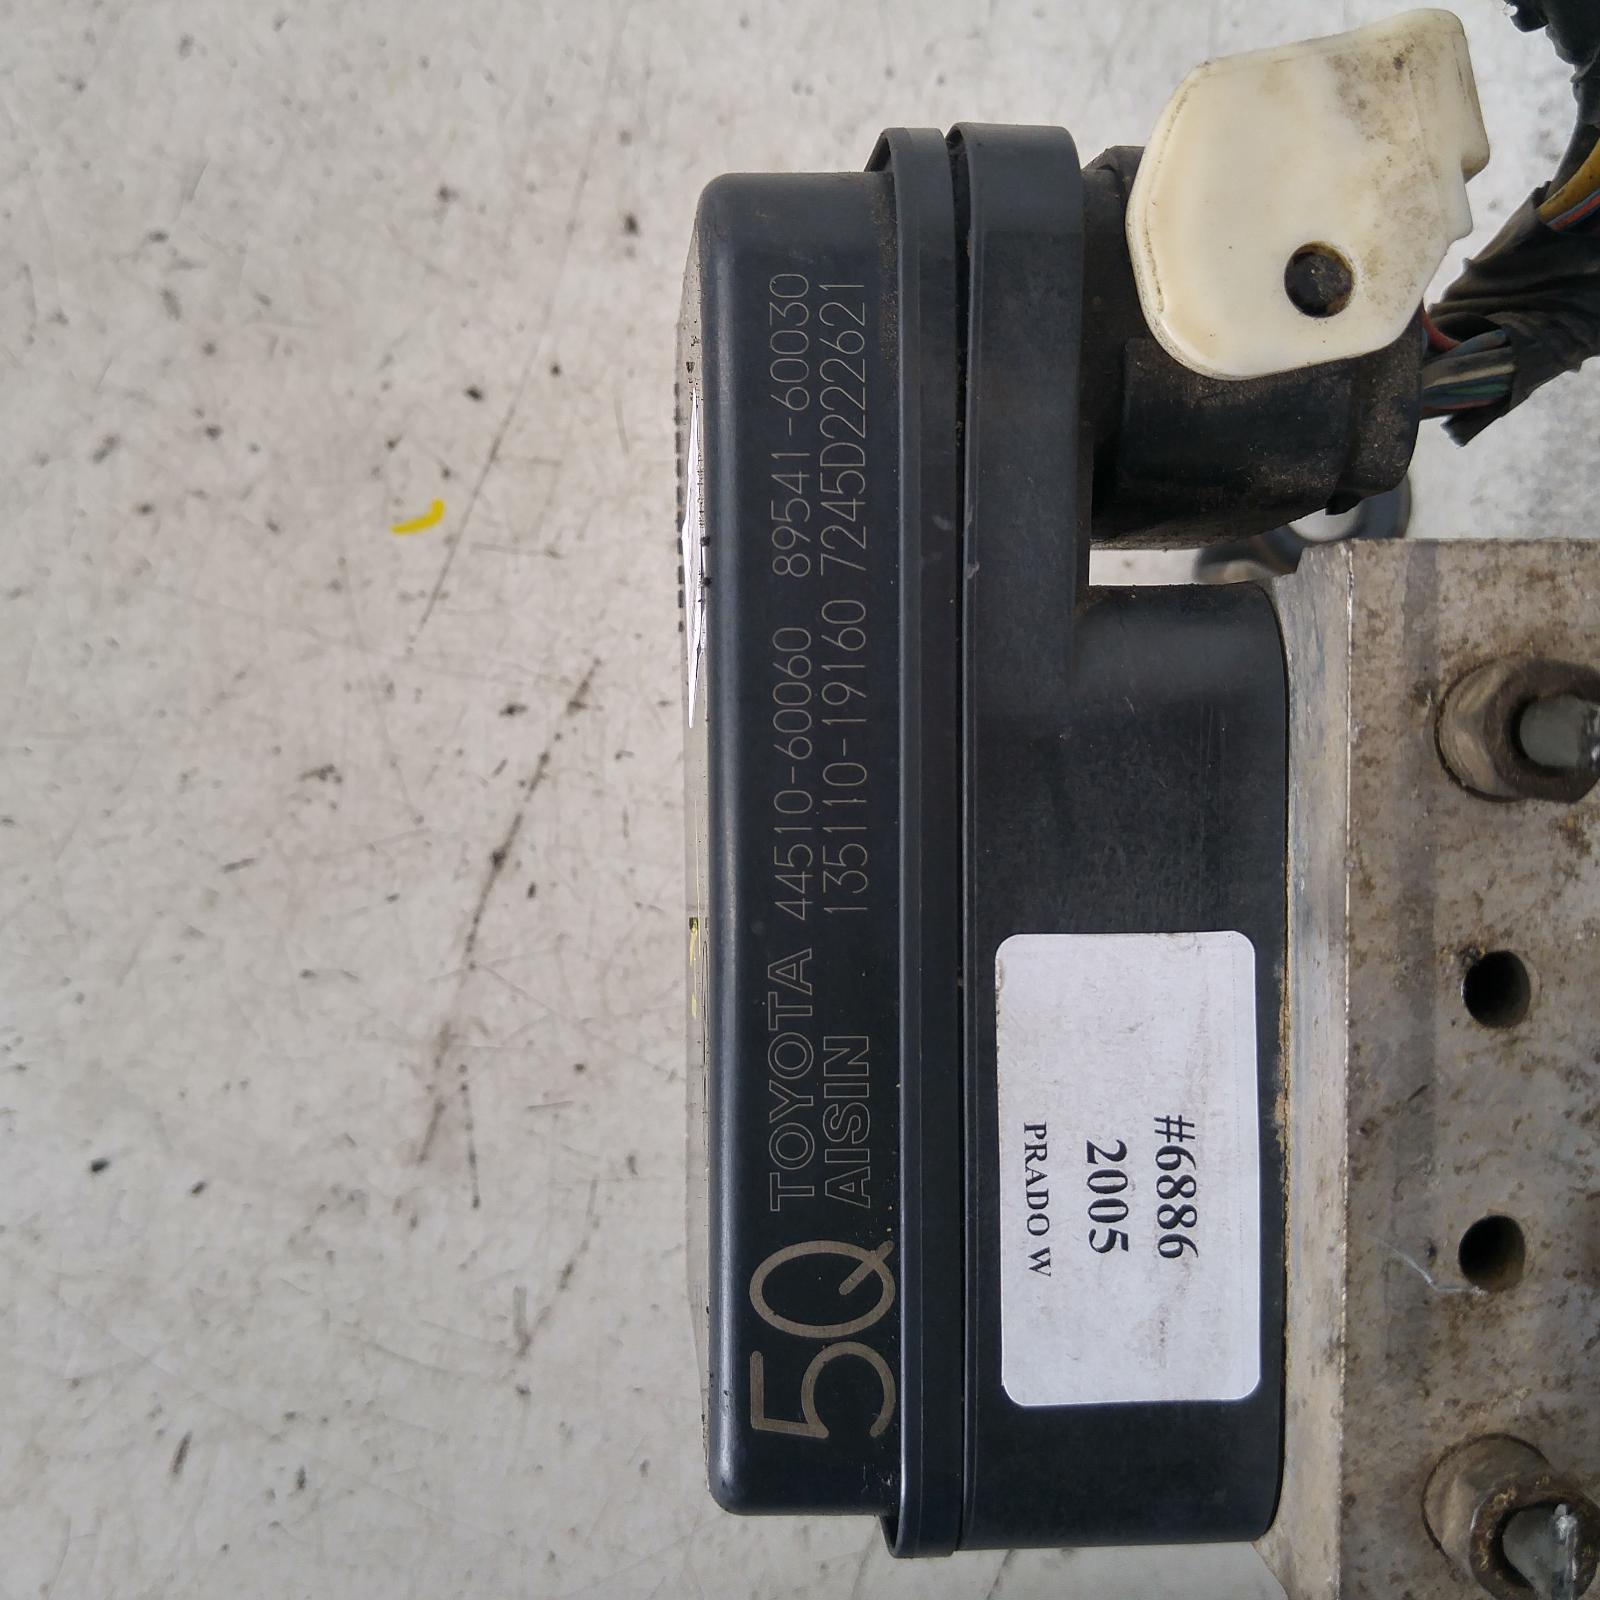 5Q
TOYOTA 44510-60060 89541-60030
AISIN 135110-19160 7245D222621
#6886
2005
PRADO W